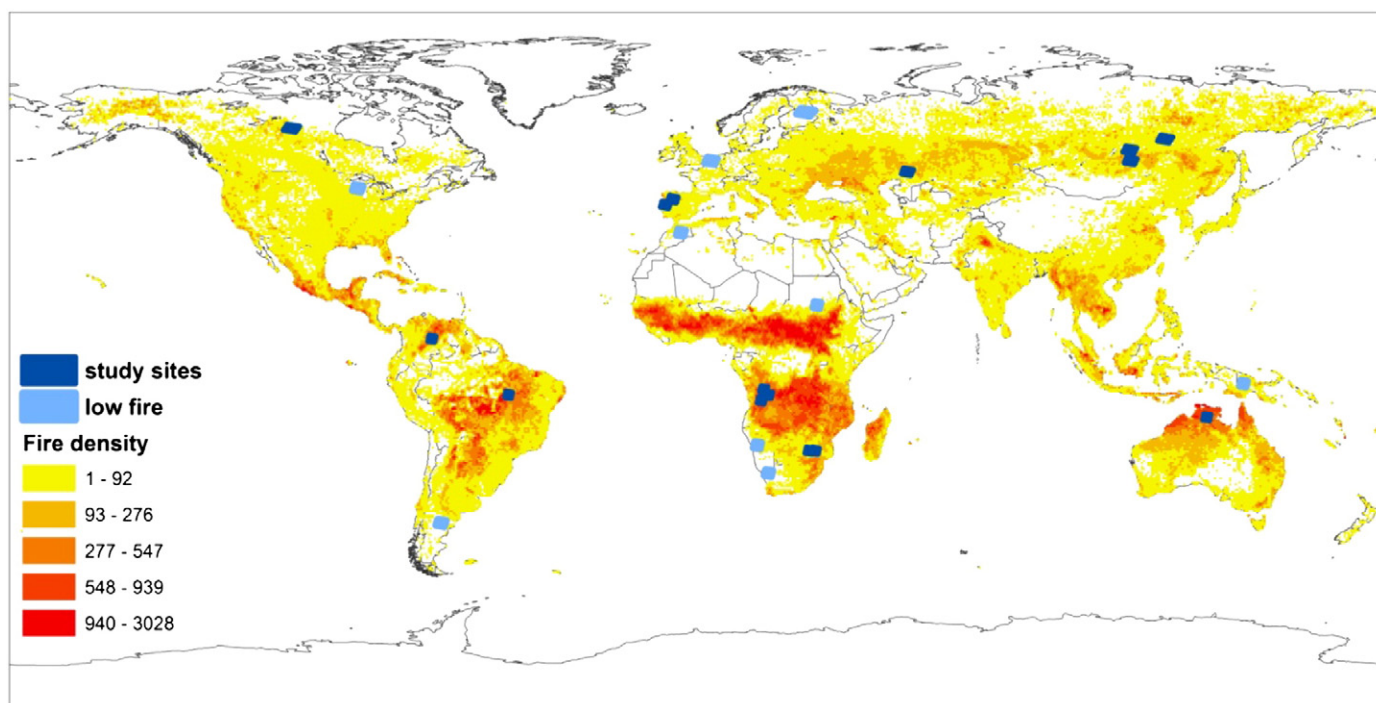 study sites
low fire
Fire density
1 - 92
93 - 276
277 - 547
548 - 939
940 - 3028